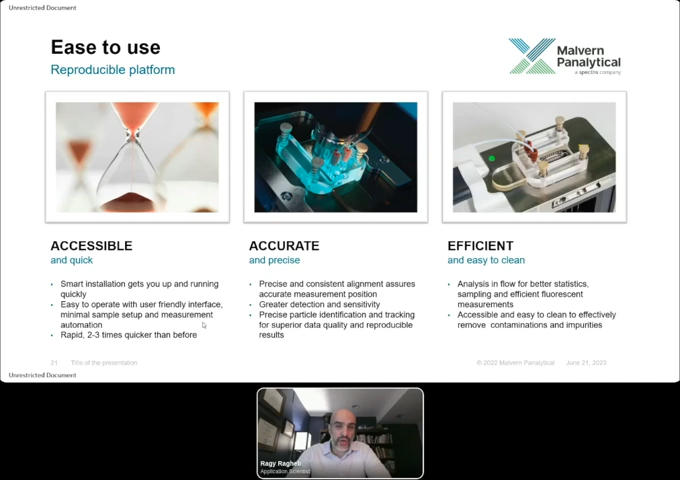 Unrestricted Document
Ease to use
Reproducible platform
Malvern
Panalytical
a spectris company
ACCESSIBLE
and quick
• Smart installation gets you up and running
quickly
• Easy to operate with user friendly interface,
minimal sample setup and measurement
automation
• Rapid, 2-3 times quicker than before
ACCURATE
and precise
• Precise and consistent alignment assures
accurate measurement position
• Greater detection and sensitivity
• Precise particle identification and tracking
for superior data quality and reproducible
results
EFFICIENT
and easy to clean
• Analysis in flow for better statistics,
sampling and efficient fluorescent
measurements
• Accessible and easy to clean to effectively
remove contaminations and impurities
21 Title of the presentation
© 2022 Malvern Panalytical June 21, 2023
Unrestricted Document
Ragy Ragheb
Application Scientist